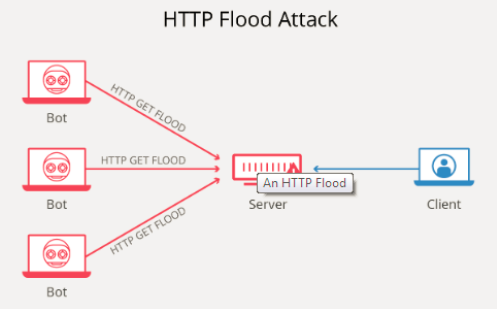 HTTP Flood Attack
HTTP GET FLOOD
Bot
HTTP GET FLOOD
An HTTP Flood
Bot
Server
Client
HTTP GET FLOOD
Bot